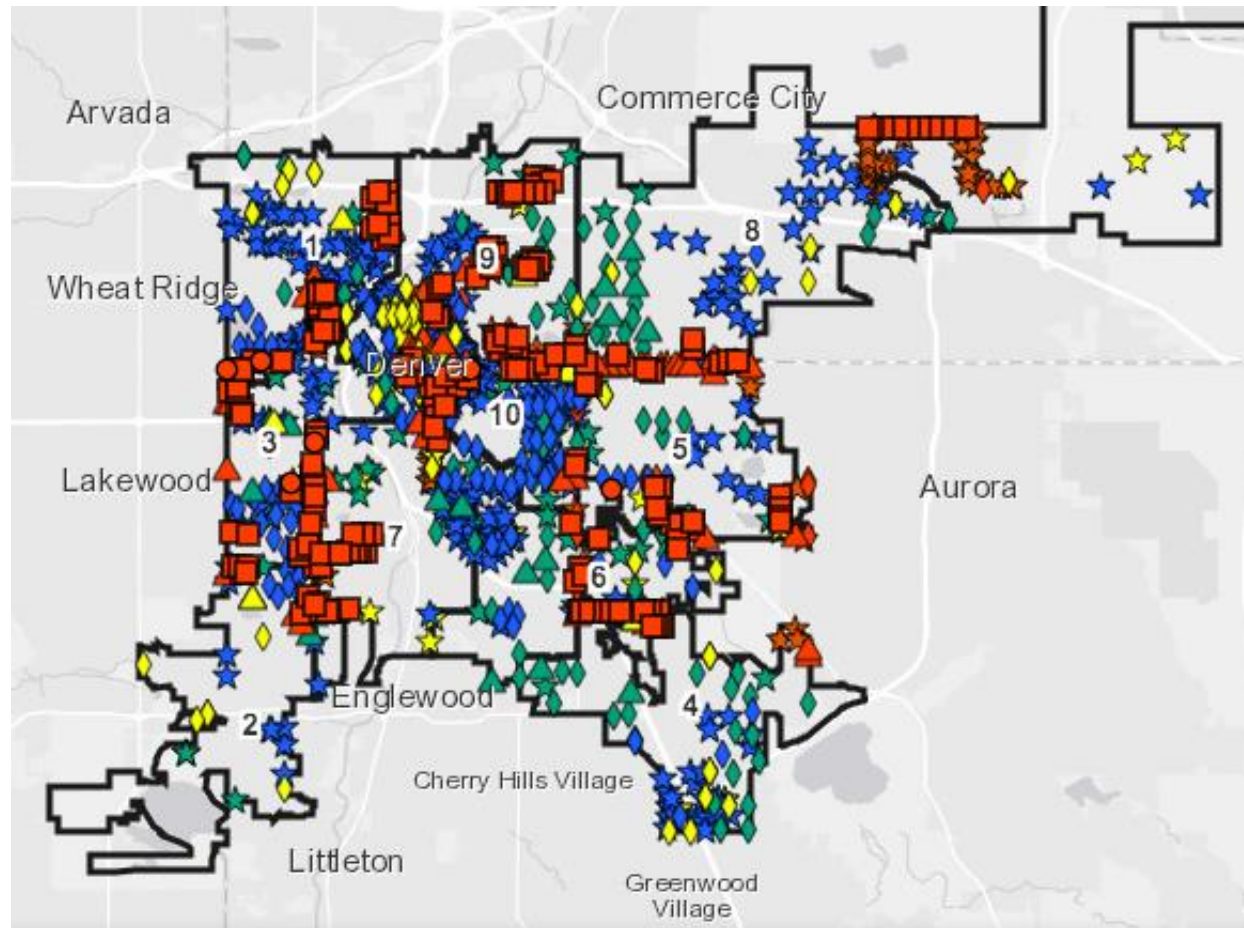 Arvada
Commerce City
1
8
9
Wheat Ridge
Denver
10
3
5
Lakewood
Aurora
7
6
Englewood
4
2
Cherry Hills Village
Littleton
Greenwood
Village